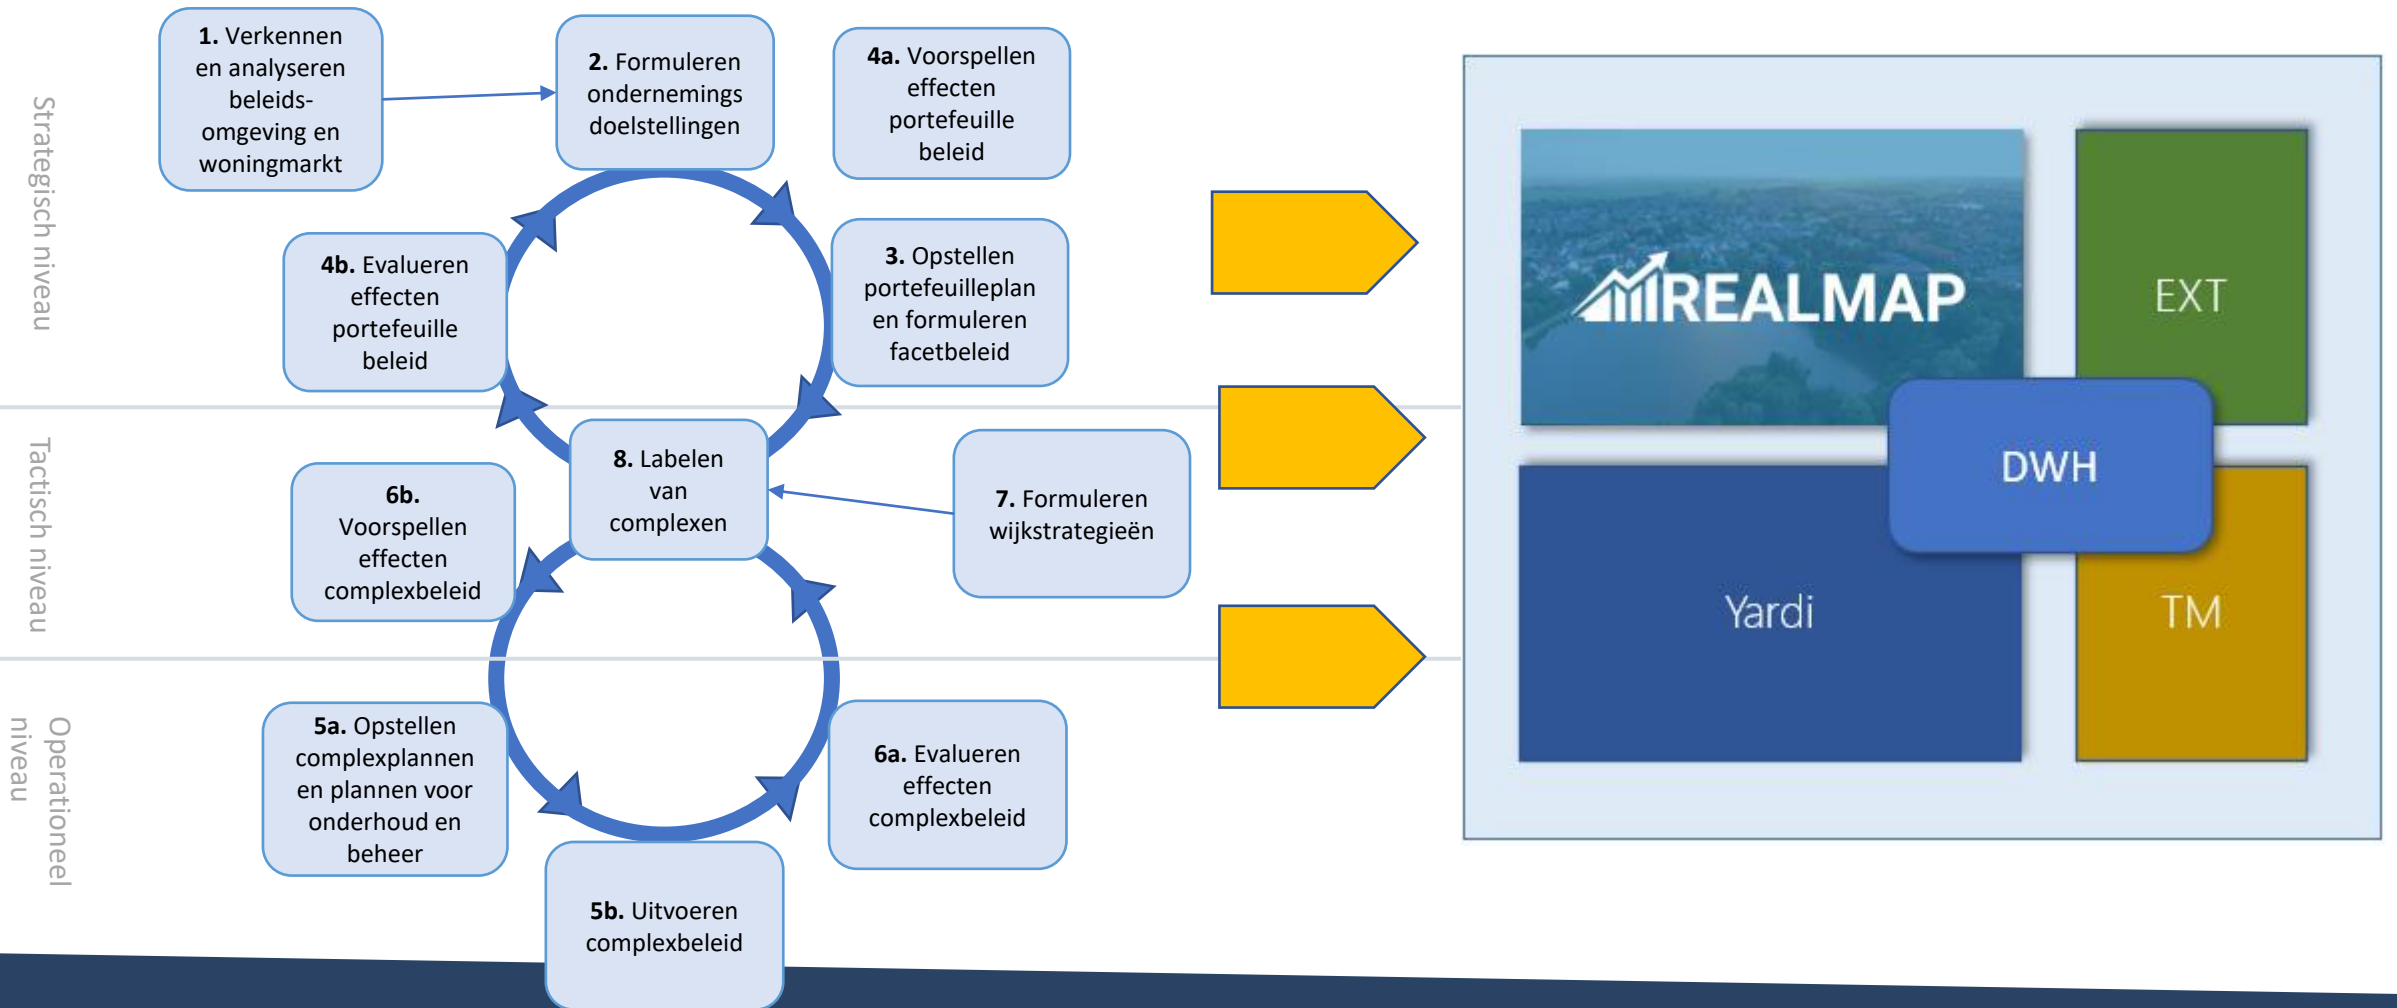 Strategisch niveau
1. Verkennen
en analyseren
beleids-
omgeving en
woningmarkt
2. Formuleren
ondernemings
doelstellingen
4a. Voorspellen
effecten
portefeuille
beleid
4b. Evalueren
effecten
portefeuille
beleid
3. Opstellen
portefeuilleplan
en formuleren
facetbeleid
Tactisch niveau
8. Labelen
van
complexen
6b.
Voorspellen
effecten
complexbeleid
7. Formuleren
wijkstrategieën
Operationeel
niveau
5a. Opstellen
complexplannen
en plannen voor
onderhoud en
beheer
6a. Evalueren
effecten
complexbeleid
5b. Uitvoeren
complexbeleid
REALMAP
EXT
DWH
Yardi
TM